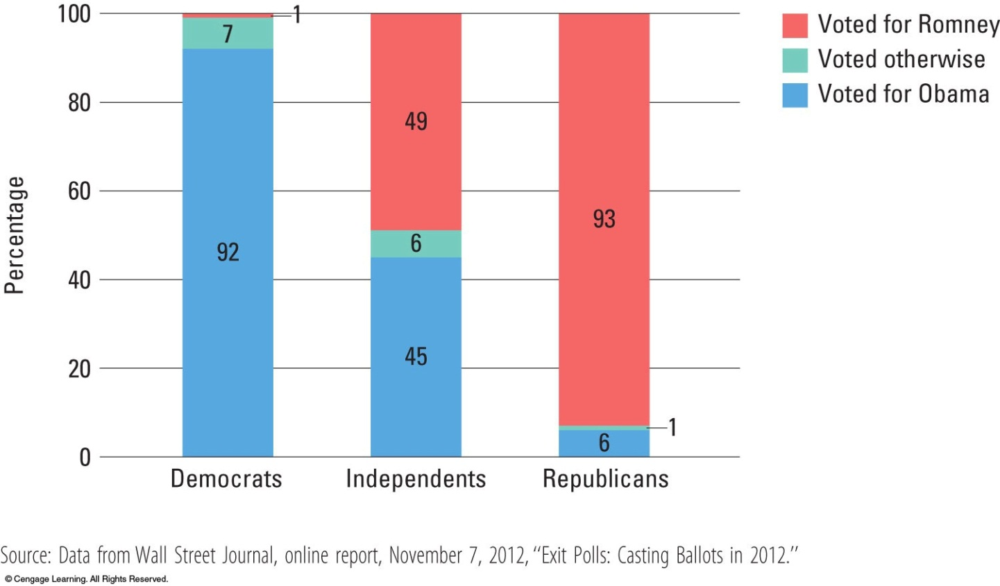 100
80
60
40
20
0
Percentage
1
7
92
49
6
45
93
1
6
Democrats
Independents
Republicans
Voted for Romney
Voted otherwise
Voted for Obama
Source: Data from Wall Street Journal, online report, November 7, 2012, “Exit Polls: Casting Ballots in 2012.”
© Cengage Learning. All Rights Reserved.